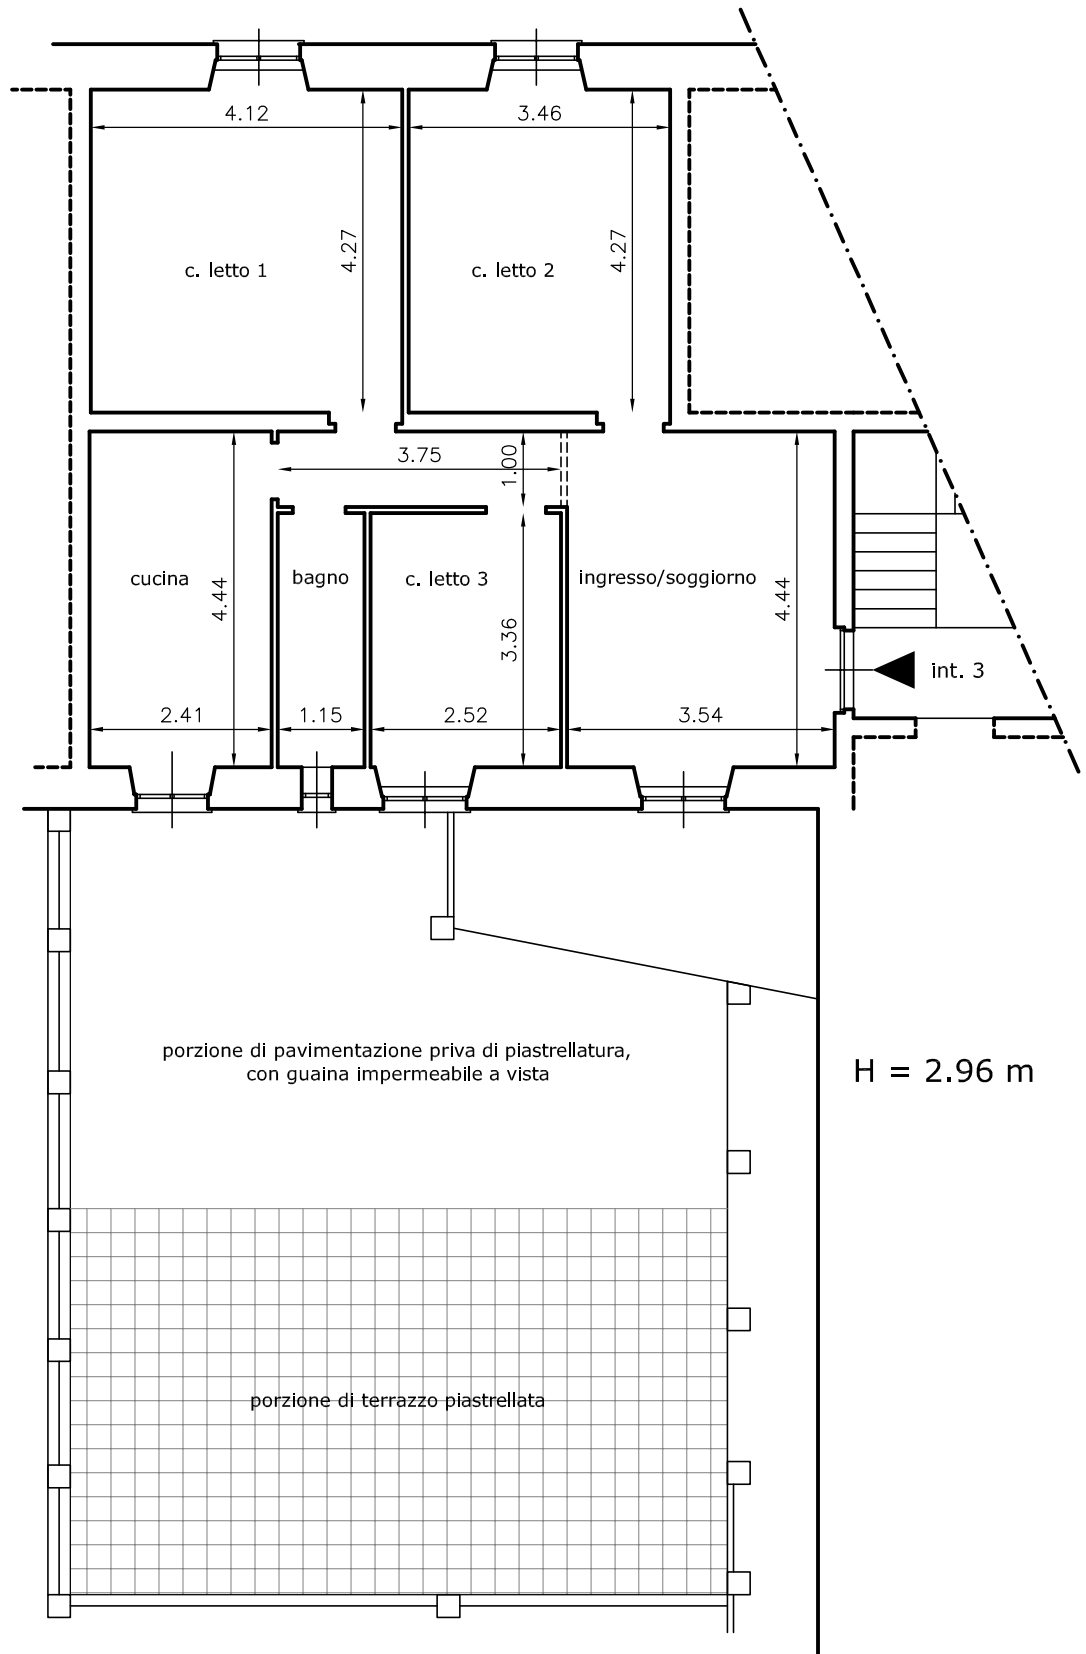 4.12
3.46
4.27
4.27
c. letto 1
c. letto 2
3.75
1.00
cucina
bagno
c. letto 3
ingresso/soggiorno
4.44
3.36
4.44
int. 3
2.41
1.15
2.52
3.54
porzione di pavimentazione priva di piastrellatura,
con guaina impermeabile a vista
H = 2.96 m
porzione di terrazzo piastrellata